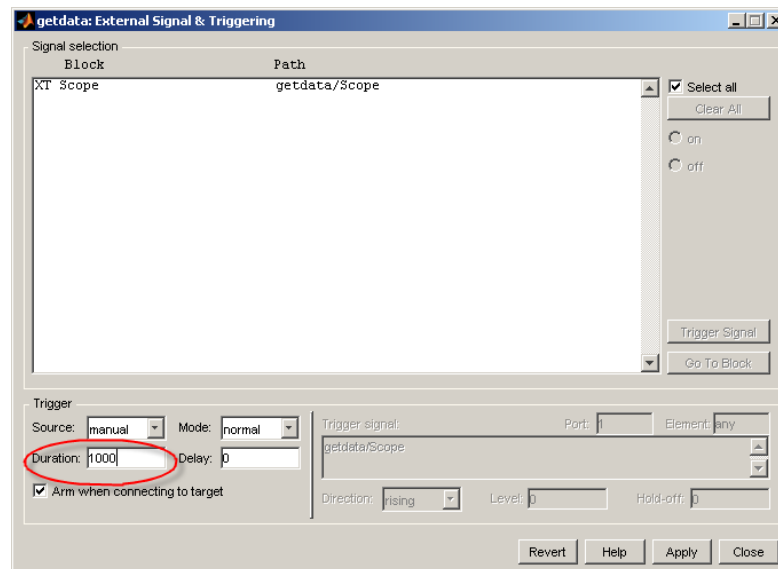 getdata: External Signal & Triggering
Signal selection
Block Path
XT Scope getdata/Scope
Select all
Clear All
on
off
Trigger Signal
Go To Block
Trigger
Source: manual Mode: normal
Duration: 1000 Delay: 0
Arm when connecting to target
Trigger signal: Port: 1 Element: any
getdata/Scope
Direction: rising Level: 0 Hold-off: 0
Revert Help Apply Close